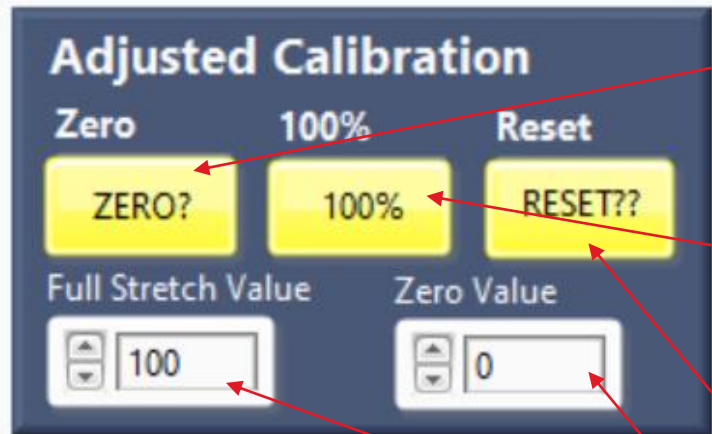 Adjusted Calibration
Zero 100% Reset
ZERO? 100% RESET??
Full Stretch Value Zero Value
100 0